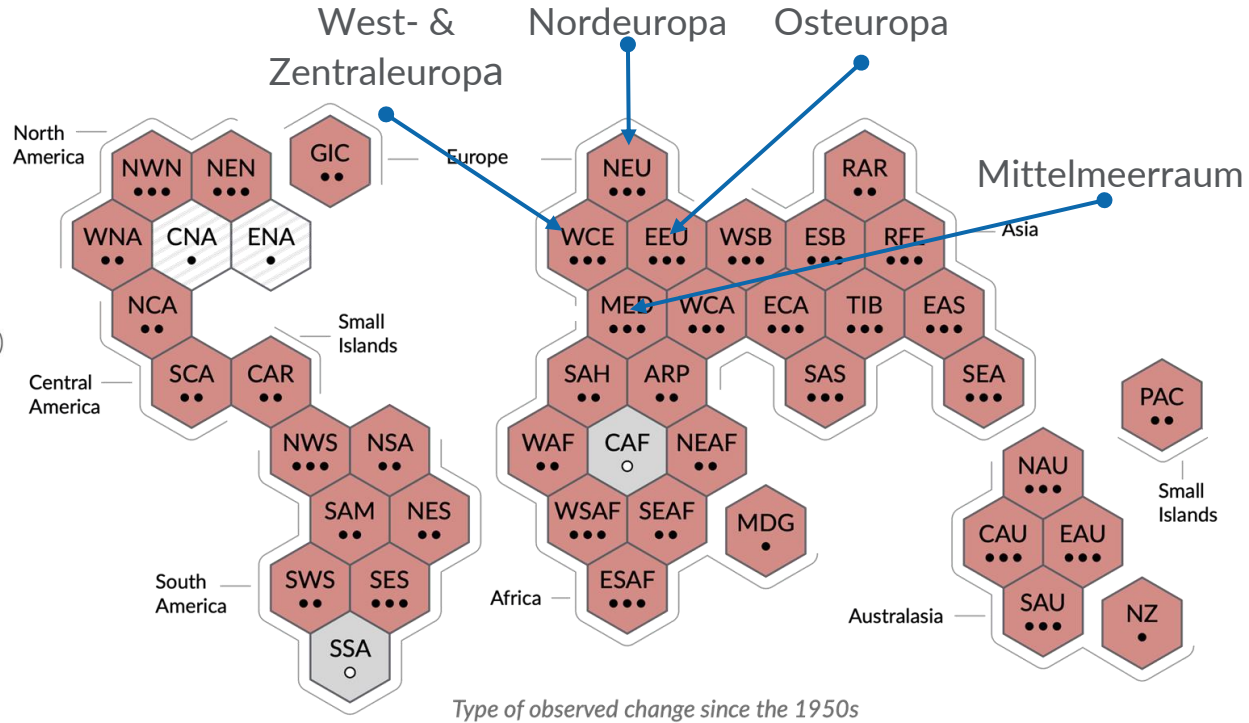 West- &
Zentraleuropa
Nordeuropa
Osteuropa
Mittelmeerraum
North
America
NWN
NEN
GIC
Europe
NEU
RAR
WNA
CNA
ENA
WCE
EEU
WSB
ESB
RFE
Asia
NCA
MED
WCA
ECA
TIB
EAS
Small
Islands
)
Central
America
SCA
CAR
SAH
ARP
SAS
SEA
PAC
NWS
NSA
WAF
CAF
NEAF
NAU
Small
Islands
SAM
NES
WSAF
SEAF
MDG
CAU
EAU
South
America
SWS
SES
Africa
ESAF
Australasia
SAU
NZ
SSA
Type of observed change since the 1950s